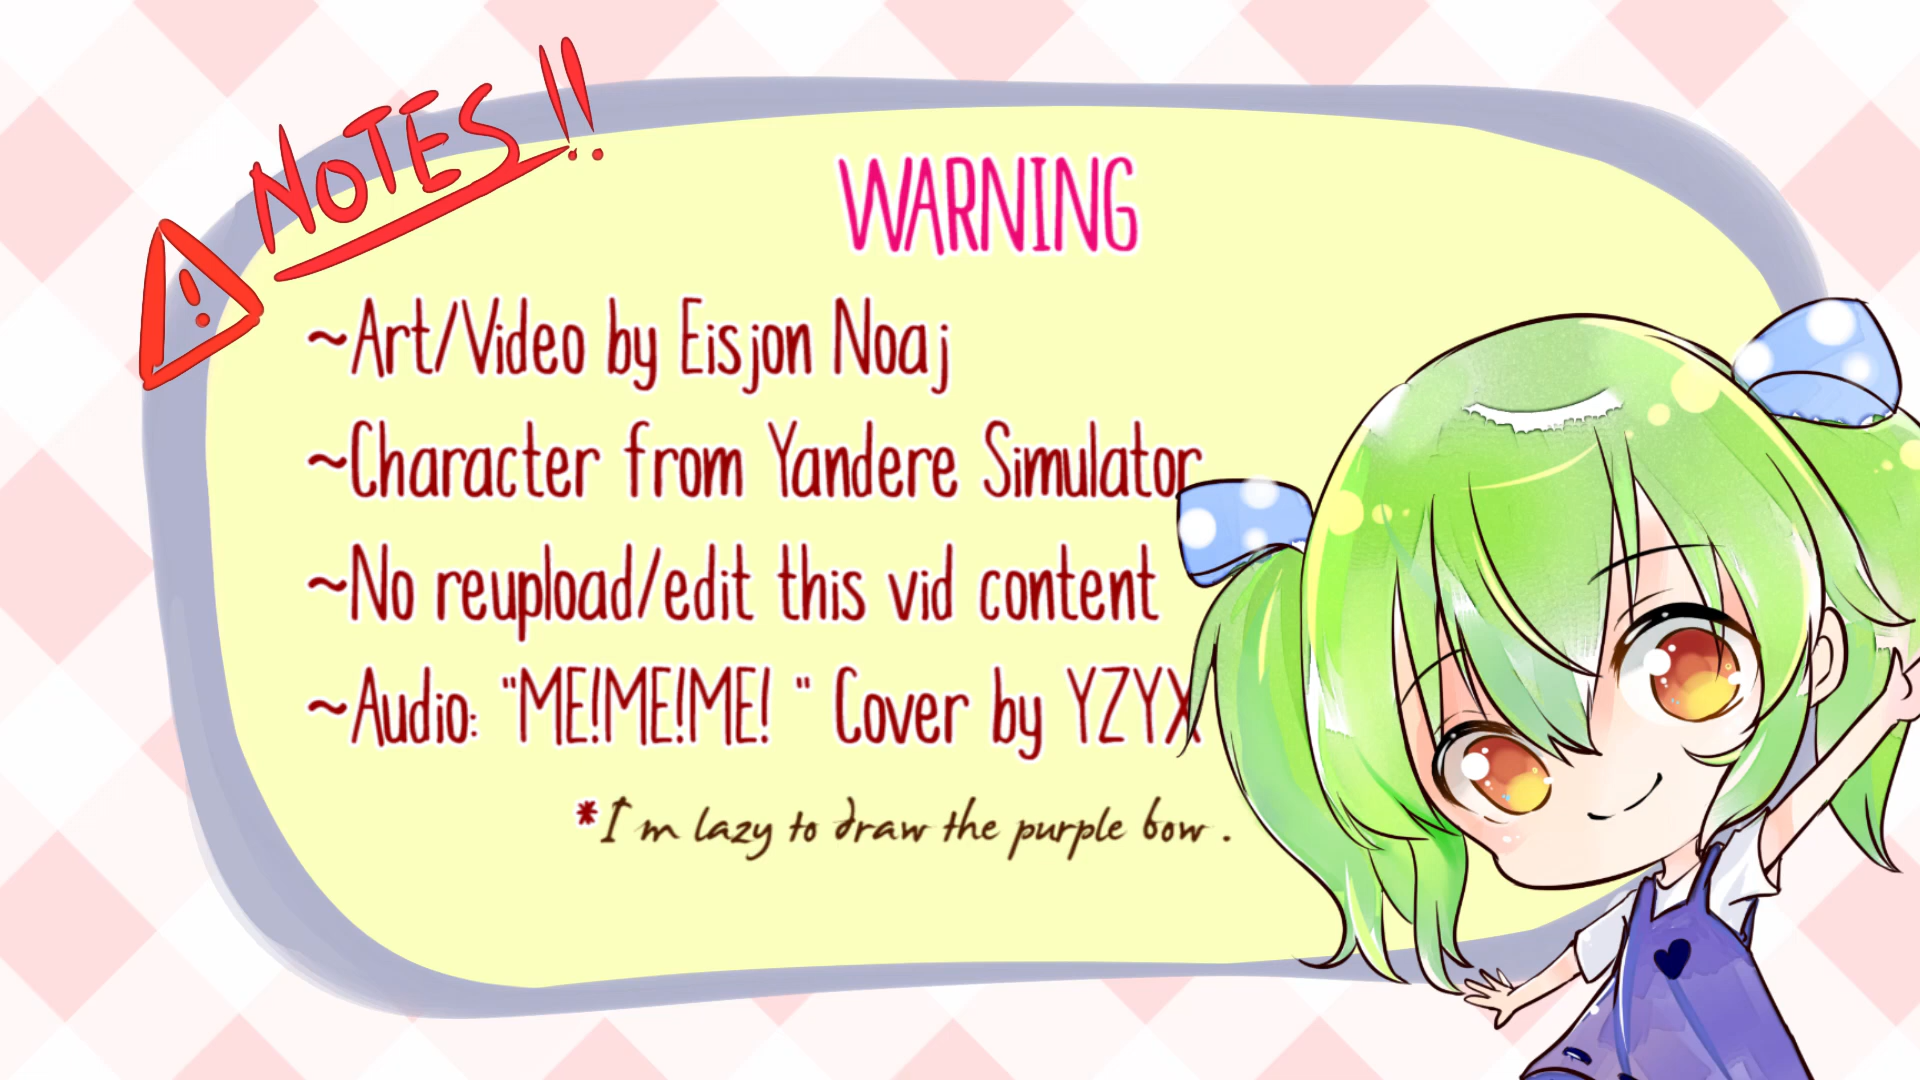 NOTES!!
WARNING
~Art/Video by Eisjon Noaj
~Character from Yandere Simulator
~No reupload/edit this vid content
~Audio: "ME!ME!ME! " Cover by YZYX
*I'm lazy to draw the purple bow .